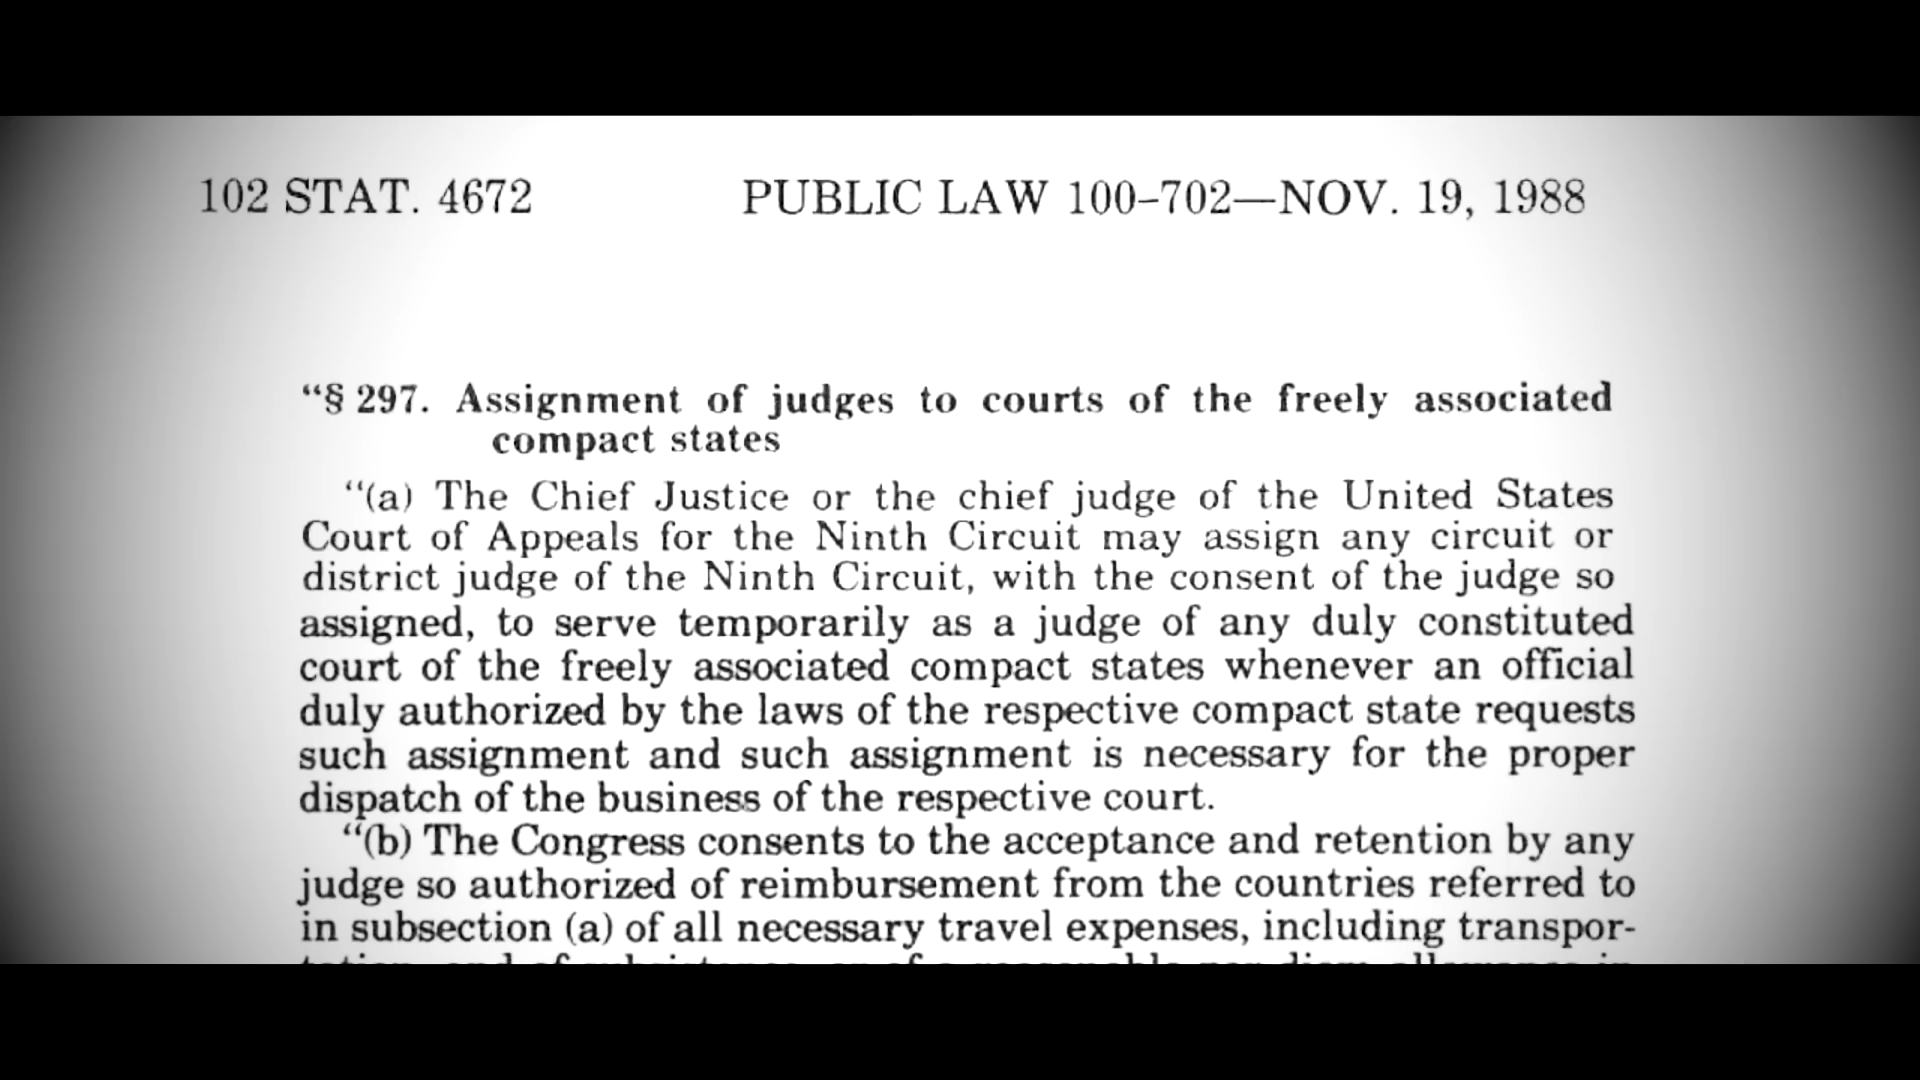 102 STAT. 4672 PUBLIC LAW 100–702—NOV. 19, 1988
“§ 297. Assignment of judges to courts of the freely associated
compact states
“(a) The Chief Justice or the chief judge of the United States
Court of Appeals for the Ninth Circuit may assign any circuit or
district judge of the Ninth Circuit, with the consent of the judge so
assigned, to serve temporarily as a judge of any duly constituted
court of the freely associated compact states whenever an official
duly authorized by the laws of the respective compact state requests
such assignment and such assignment is necessary for the proper
dispatch of the business of the respective court.
“(b) The Congress consents to the acceptance and retention by any
judge so authorized of reimbursement from the countries referred to
in subsection (a) of all necessary travel expenses, including transpor-